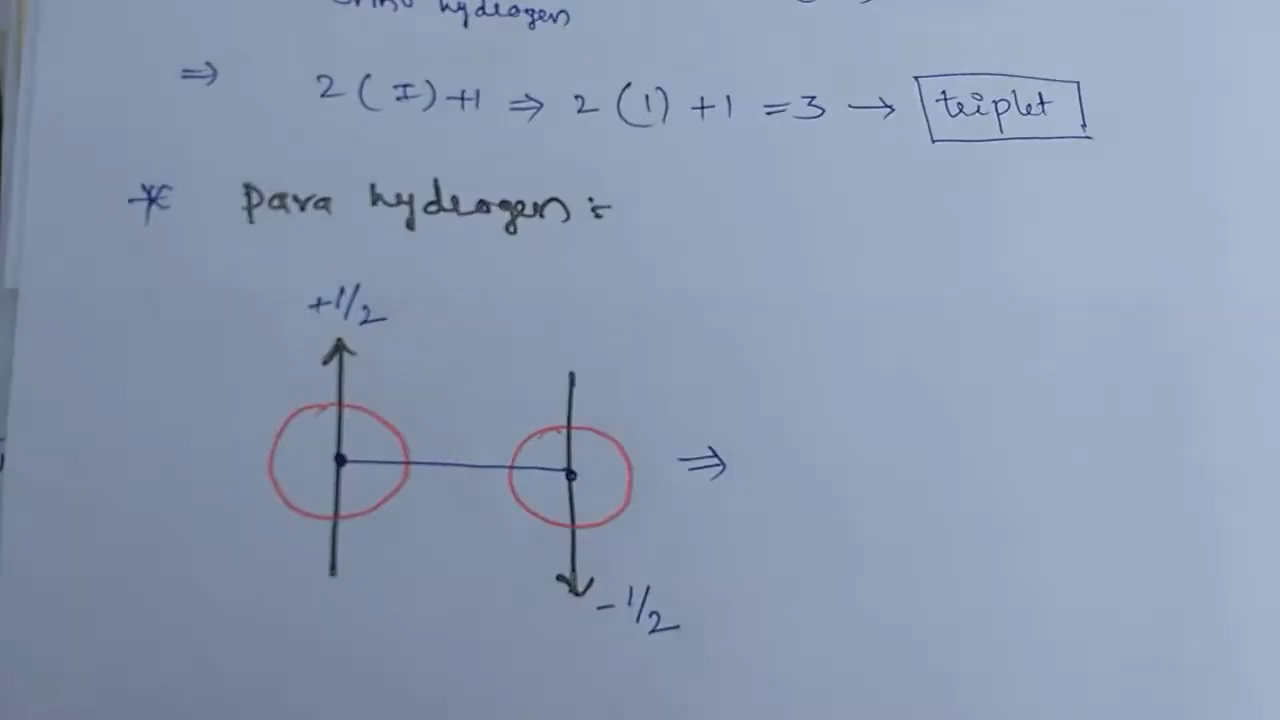 hydrogen
⇒ 2 ( I ) +1 ⇒ 2 (1) +1 = 3 → triplet
* para hydrogen :-
+1/2
⇒
- 1/2